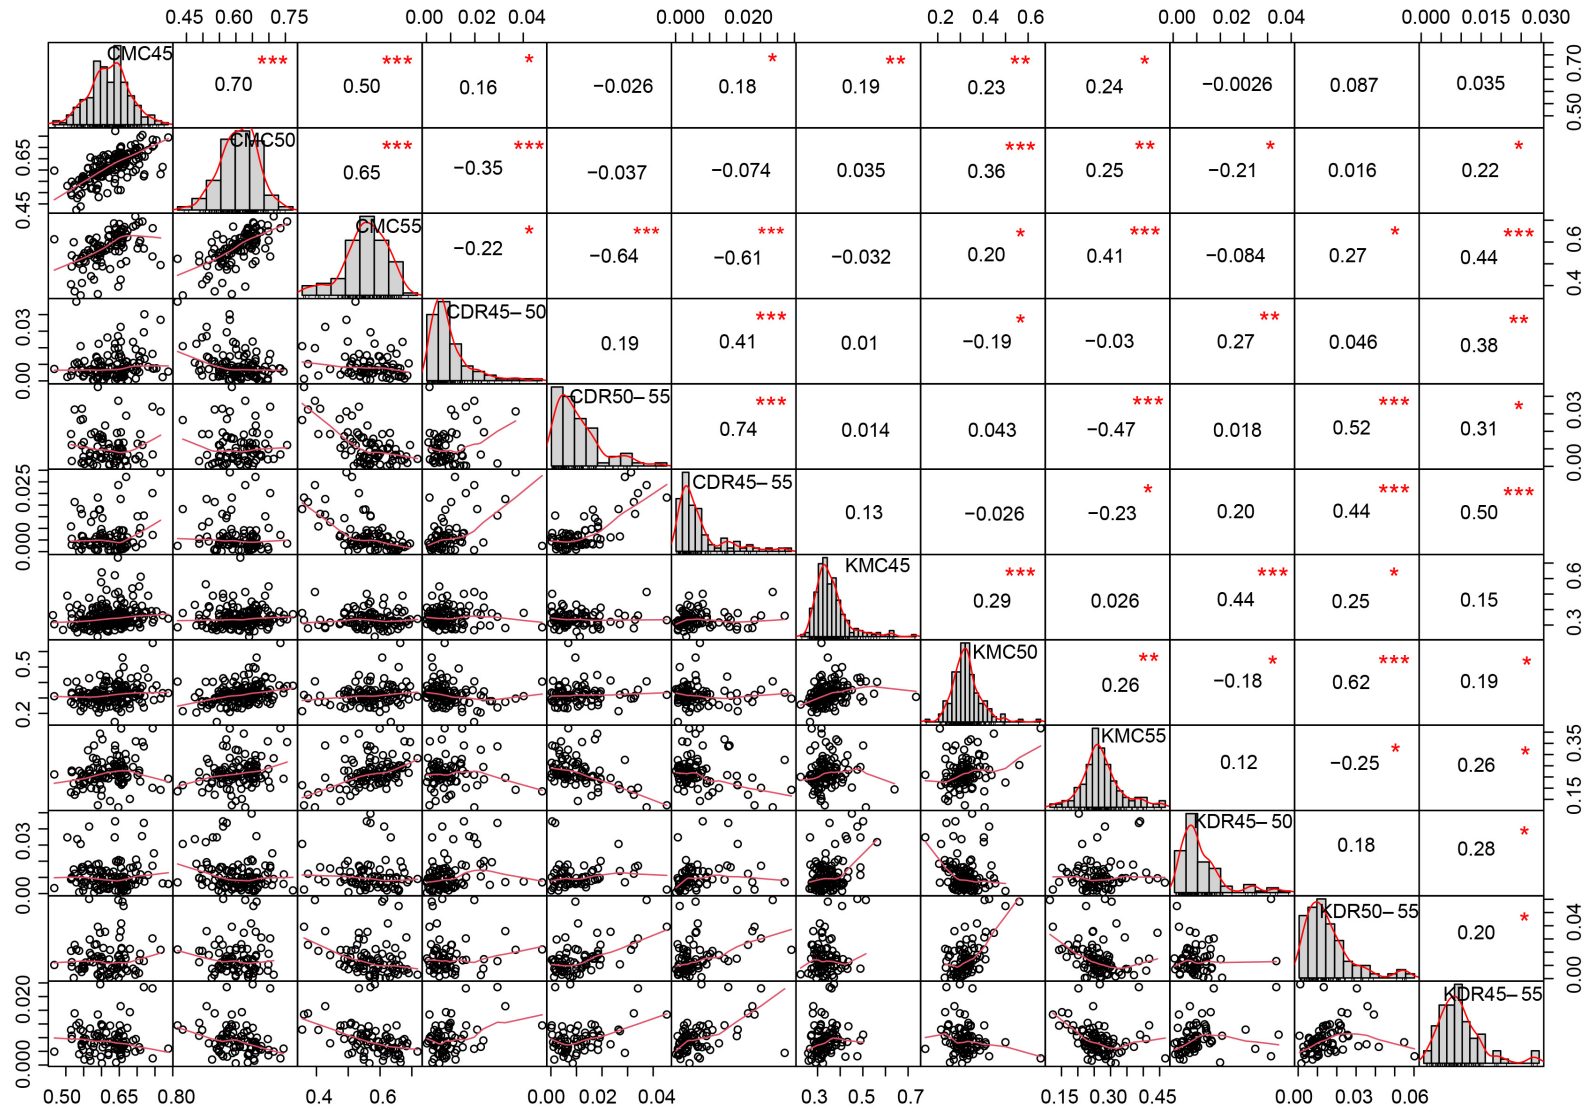 0.45 0.60 0.75 0.00 0.02 0.04 0.000 0.020 0.2 0.4 0.6 0.00 0.02 0.04 0.000 0.015 0.030
CMC45 0.70 *** 0.50 *** 0.16 * −0.026 0.18 * 0.19 ** 0.23 ** 0.24 * −0.0026 0.087 0.035 0.50 0.70
0.45 0.65 CMC50 0.65 *** −0.35 *** −0.037 −0.074 0.035 0.36 *** 0.25 ** −0.21 * 0.016 0.22 *
CMC55 −0.22 * −0.64 *** −0.61 *** −0.032 0.20 * 0.41 *** −0.084 0.27 * 0.44 *** 0.4 0.6
0.00 0.03 CDR45−50 0.19 0.41 *** 0.01 −0.19 * −0.03 0.27 ** 0.046 0.38 **
CDR50−55 0.74 *** 0.014 0.043 −0.47 *** 0.018 0.52 *** 0.31 * 0.00 0.03
0.000 0.025 CDR45−55 0.13 −0.026 −0.23 * 0.20 0.44 *** 0.50 ***
KMC45 0.29 *** 0.026 0.44 *** 0.25 * 0.15 0.3 0.6
0.2 0.5 KMC50 0.26 ** −0.18 * 0.62 *** 0.19 *
KMC55 0.12 −0.25 * 0.26 * 0.15 0.35
0.00 0.03 KDR45−50 0.18 0.28 *
KDR50−55 0.20 * 0.00 0.04
0.000 0.020 KDR45−55
0.50 0.65 0.80 0.4 0.6 0.00 0.02 0.04 0.3 0.5 0.7 0.15 0.30 0.45 0.00 0.03 0.06